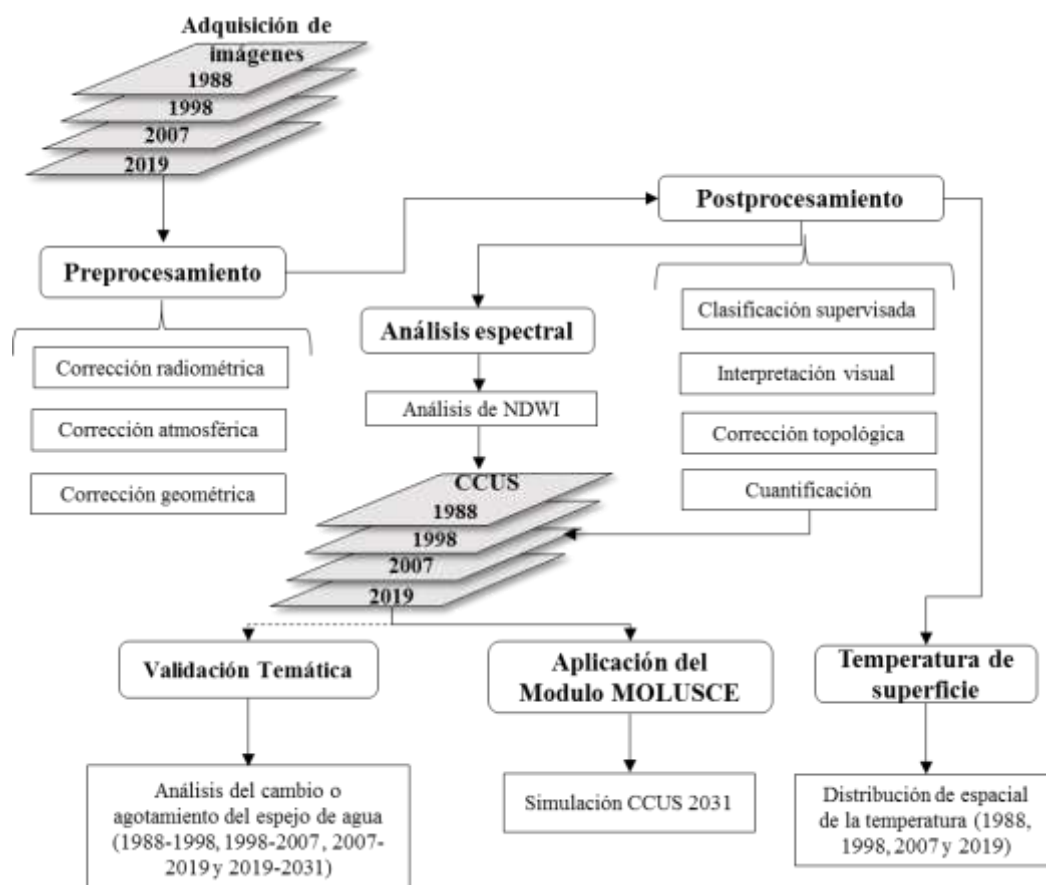 Adquisición de
imágenes
1988
1998
2007
2019
Preprocesamiento
Corrección radiométrica
Corrección atmosférica
Corrección geométrica
Postprocesamiento
Análisis espectral
Análisis de NDWI
Clasificación supervisada
Interpretación visual
Corrección topológica
Cuantificación
CCUS
1988
1998
2007
2019
Validación Temática
Análisis del cambio o
agotamiento del espejo de agua
(1988-1998, 1998-2007, 2007-
2019 y 2019-2031)
Aplicación del
Modulo MOLUSCE
Simulación CCUS 2031
Temperatura de
superficie
Distribución de espacial
de la temperatura (1988,
1998, 2007 y 2019)